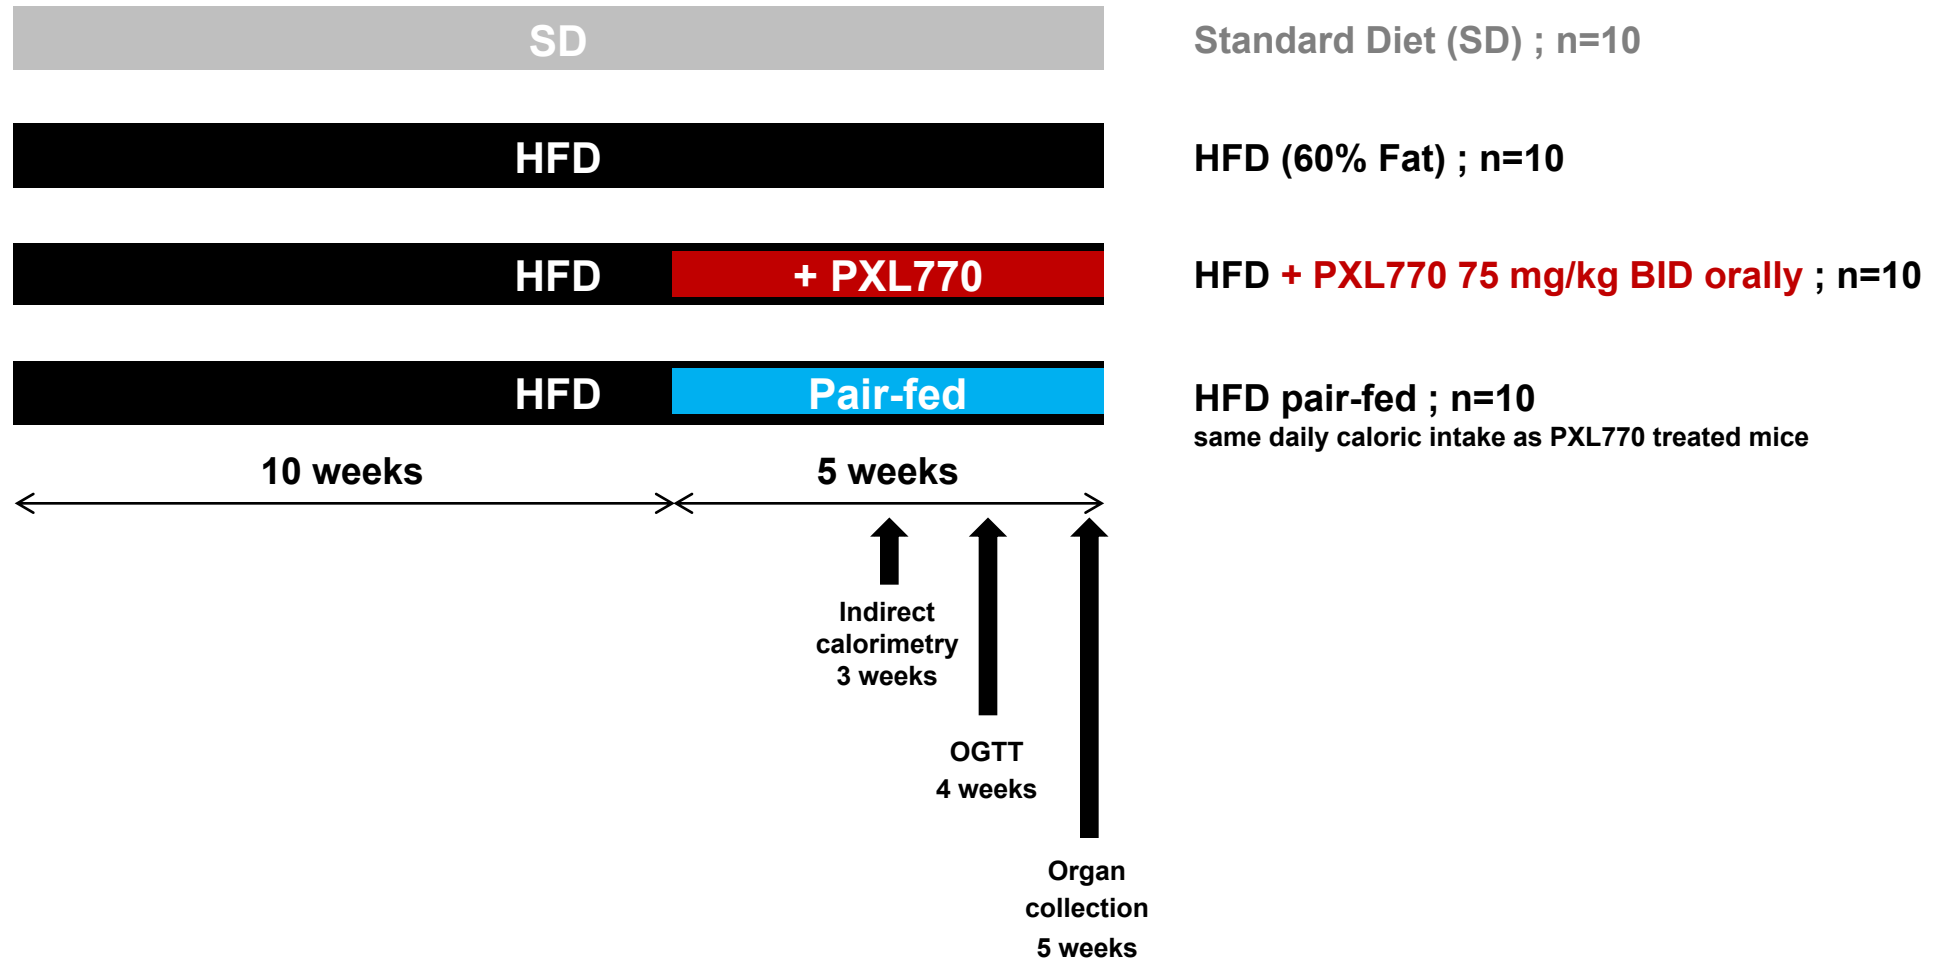 SD
Standard Diet (SD) ; n=10
HFD
HFD (60% Fat) ; n=10
HFD
+ PXL770
HFD + PXL770 75 mg/kg BID orally ; n=10
HFD
Pair-fed
HFD pair-fed ; n=10
same daily caloric intake as PXL770 treated mice
10 weeks
5 weeks
Indirect
calorimetry
3 weeks
OGTT
4 weeks
Organ
collection
5 weeks